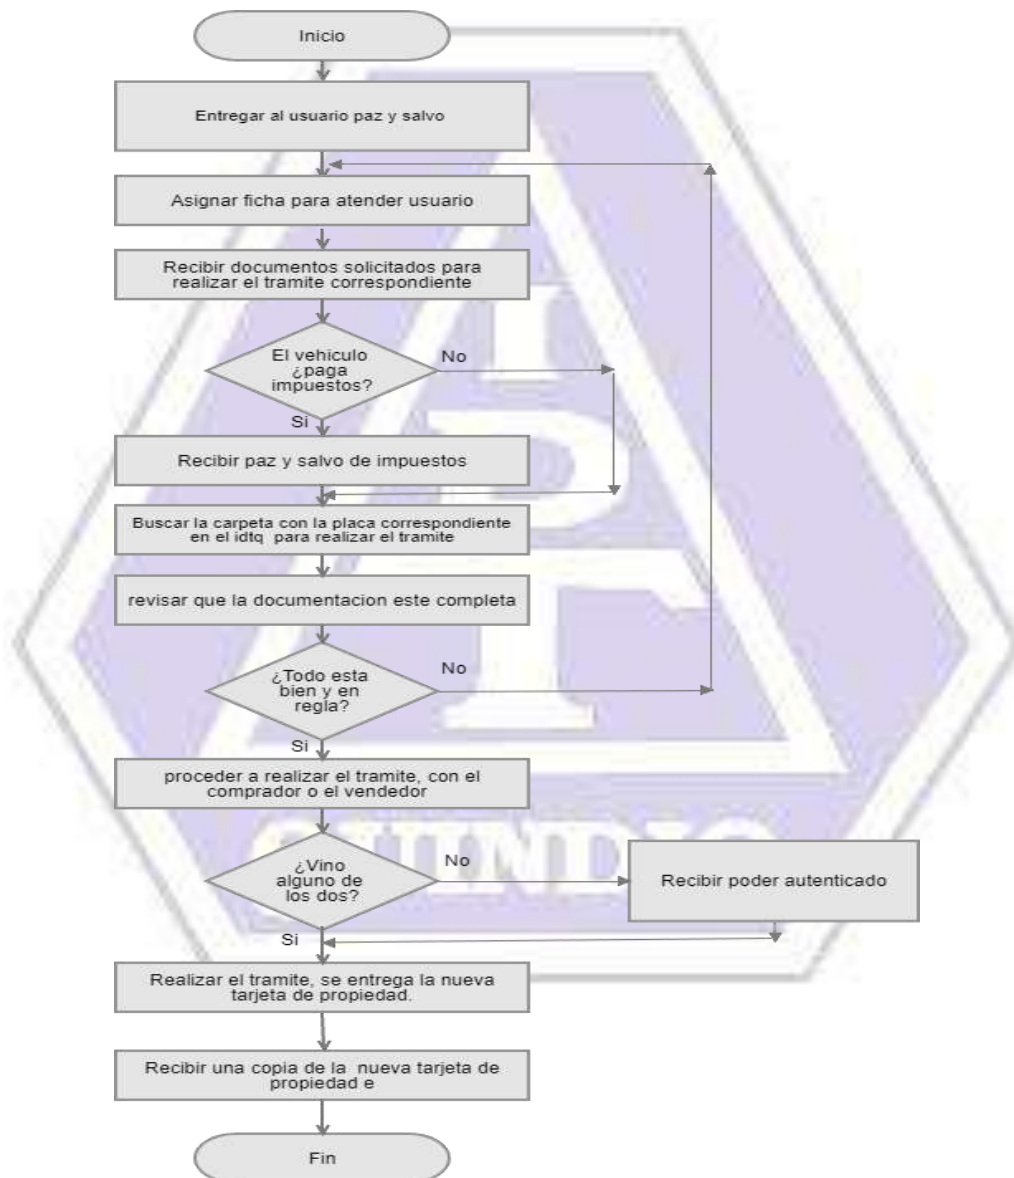 Inicio
Entregar al usuario paz y salvo
Asignar ficha para atender usuario
Recibir documentos solicitados para
realizar el tramite correspondiente
El vehiculo
¿paga
impuestos?
No
Si
Recibir paz y salvo de impuestos
Buscar la carpeta con la placa correspondiente
en el idtq para realizar el tramite
revisar que la documentacion este completa
¿Todo esta
bien y en
regla?
No
Si
proceder a realizar el tramite, con el
comprador o el vendedor
¿Vino
alguno de
los dos?
No
Recibir poder autenticado
Si
Realizar el tramite, se entrega la nueva
tarjeta de propiedad.
Recibir una copia de la nueva tarjeta de
propiedad e
Fin